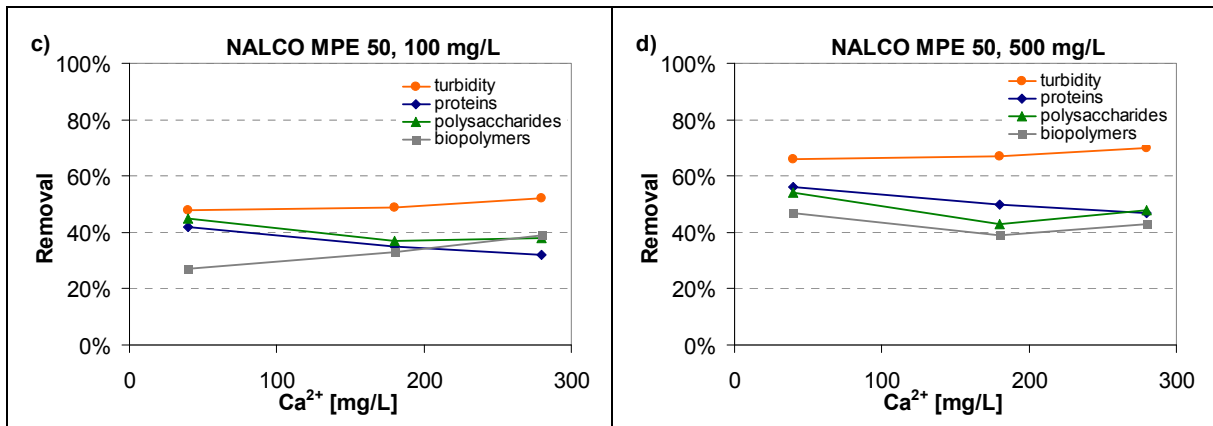 c)
NALCO MPE 50, 100 mg/L
100%
80%
60%
40%
20%
0%
Removal
turbidity
proteins
polysaccharides
biopolymers
0 100 200 300
Ca²⁺ [mg/L]
d)
NALCO MPE 50, 500 mg/L
100%
80%
60%
40%
20%
0%
Removal
turbidity
proteins
polysaccharides
biopolymers
0 100 200 300
Ca²⁺ [mg/L]